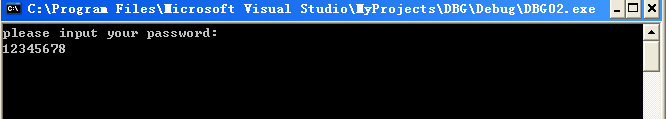 C:\Program Files\Microsoft Visual Studio\MyProjects\DBG\Debug\DBG02.exe
please input your password:
12345678